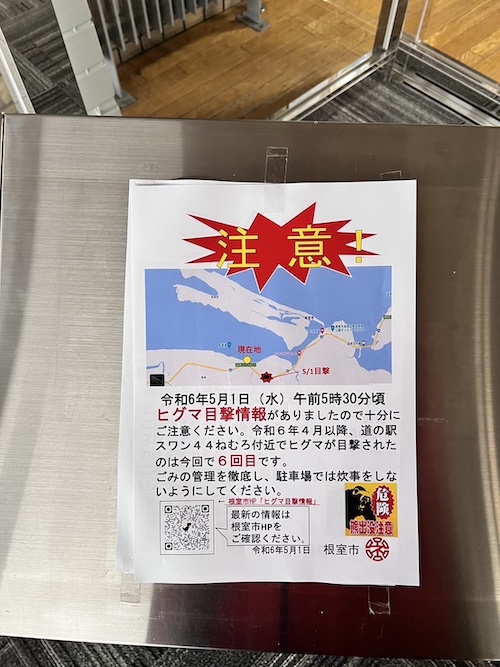 注意!
現在地
5/1目撃
令和6年5月1日（水）午前5時30分頃
ヒグマ目撃情報がありましたので十分に
ご注意ください。令和６年４月以降、道の駅
スワン４４ねむろ付近でヒグマが目撃された
のは今回で６回目です。
ごみの管理を徹底し、駐車場では炊事をしな
いようにしてください。
← 根室市HP「ヒグマ目撃情報」
最新の情報は
根室市HPを
ご確認ください。
危険
熊出没注意
令和6年5月1日 根室市